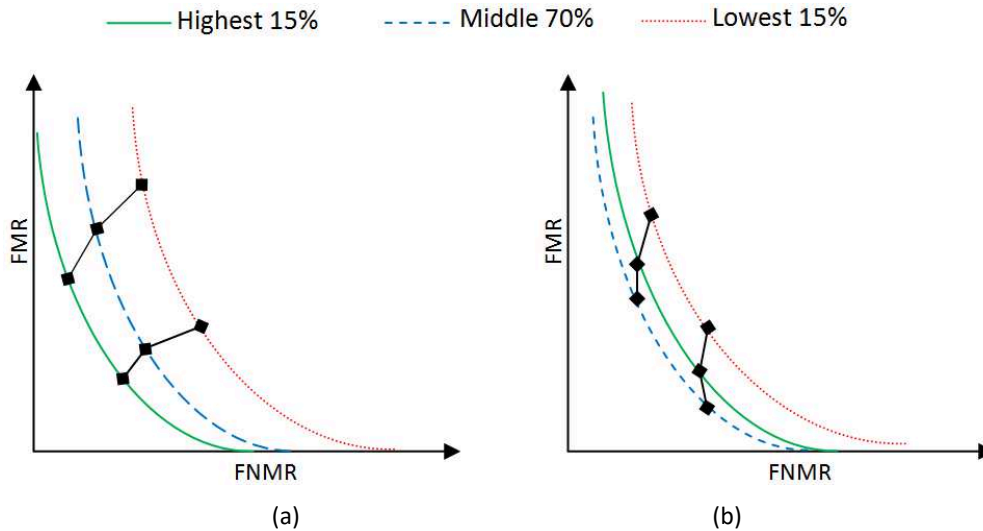 Highest 15% Middle 70% Lowest 15%
FMR
FNMR
(a)
FMR
FNMR
(b)